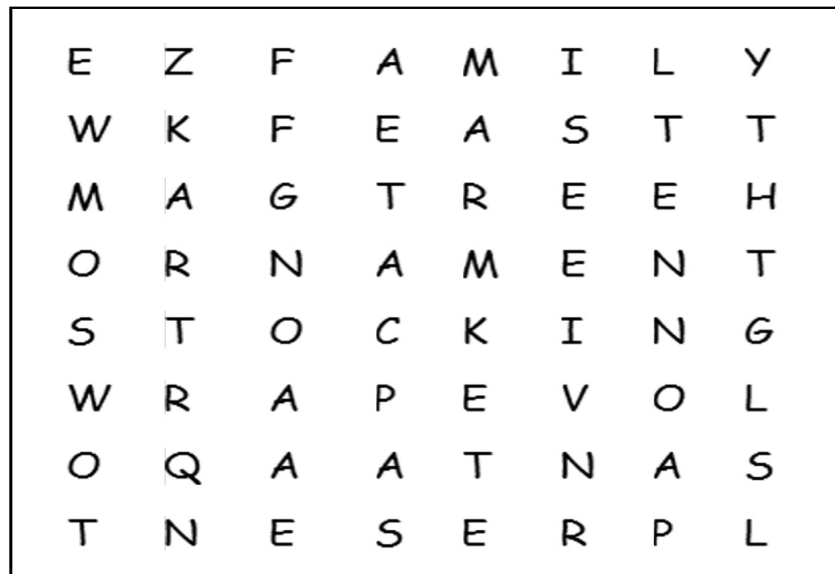 E Z F A M I L Y
W K F E A S T T
M A G T R E E H
O R N A M E N T
S T O C K I N G
W R A P E V O L
O Q A A T N A S
T N E S E R P L